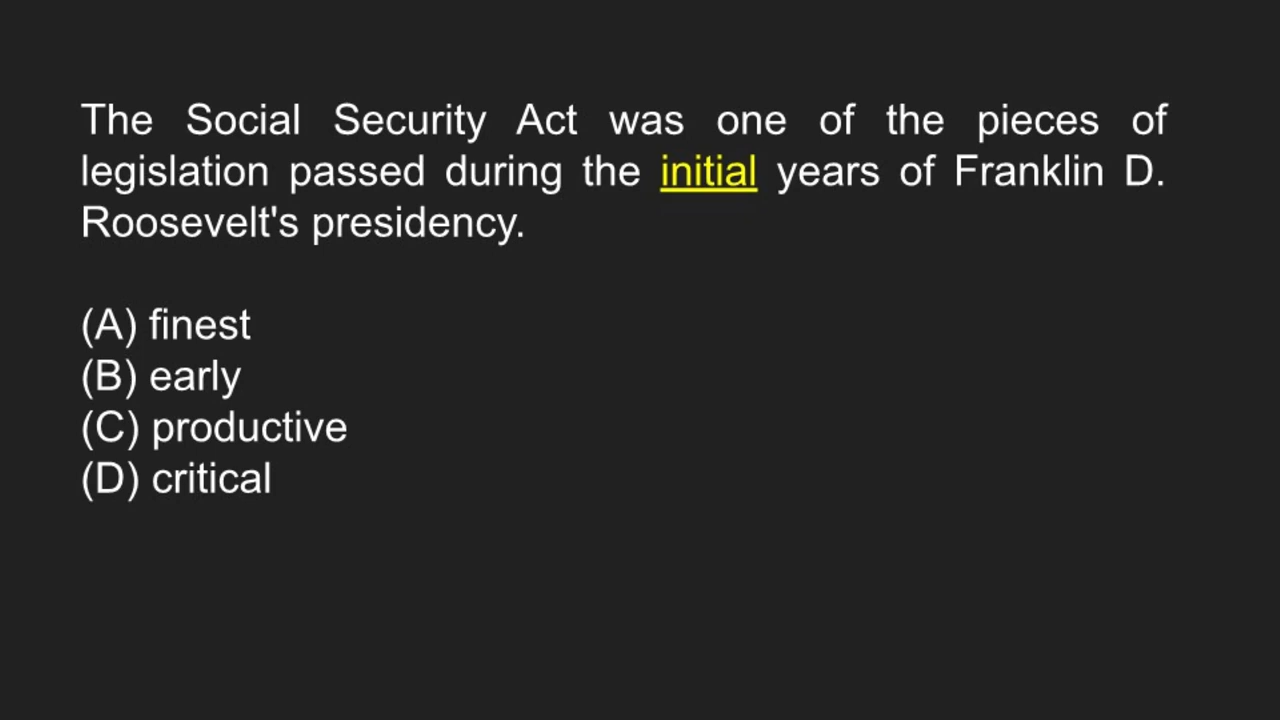 The Social Security Act was one of the pieces of
legislation passed during the initial years of Franklin D.
Roosevelt's presidency.
(A) finest
(B) early
(C) productive
(D) critical